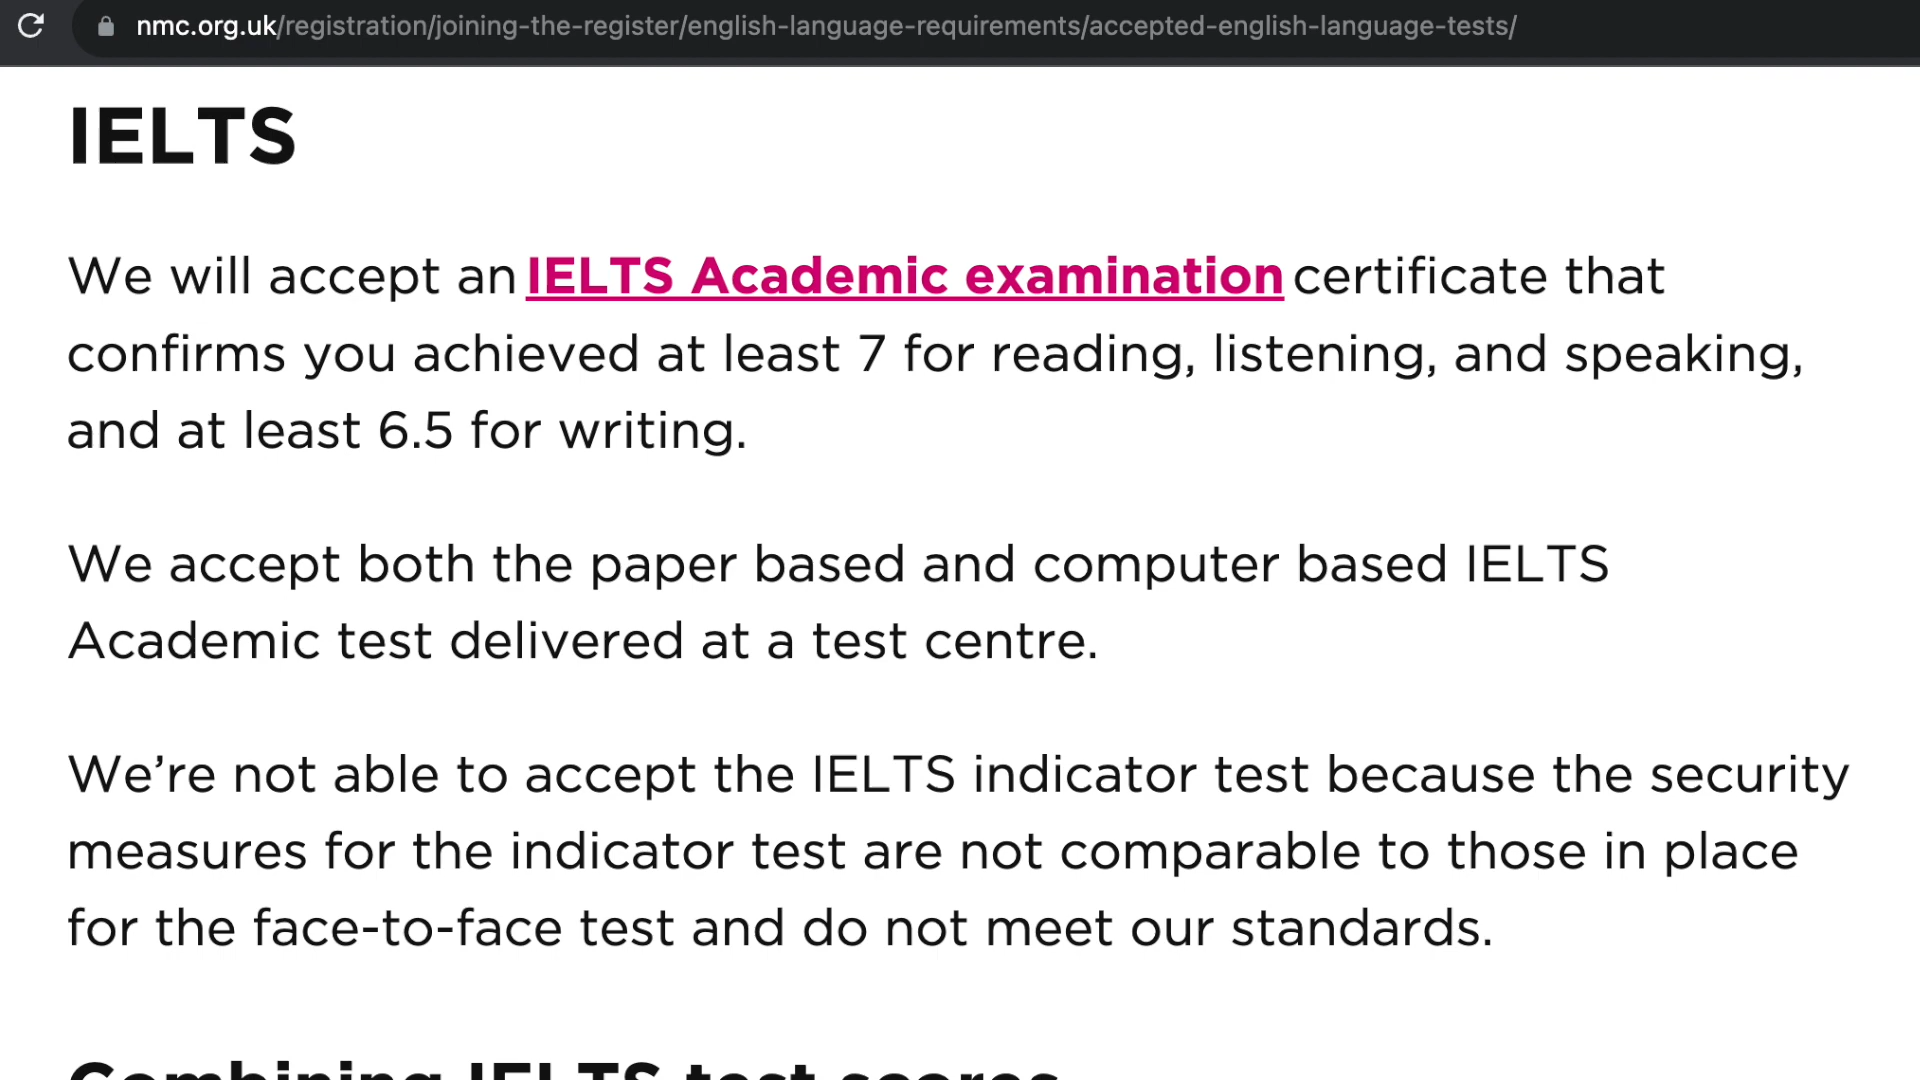 nmc.org.uk/registration/joining-the-register/english-language-requirements/accepted-english-language-tests/
IELTS
We will accept an IELTS Academic examination certificate that
confirms you achieved at least 7 for reading, listening, and speaking,
and at least 6.5 for writing.
We accept both the paper based and computer based IELTS
Academic test delivered at a test centre.
We’re not able to accept the IELTS indicator test because the security
measures for the indicator test are not comparable to those in place
for the face-to-face test and do not meet our standards.
Combining IELTS test scores